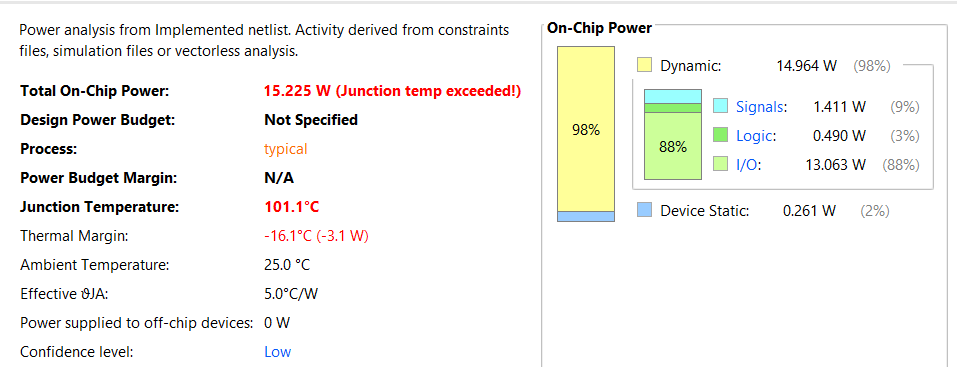 Power analysis from Implemented netlist. Activity derived from constraints
files, simulation files or vectorless analysis.
Total On-Chip Power: 15.225 W (Junction temp exceeded!)
Design Power Budget: Not Specified
Process: typical
Power Budget Margin: N/A
Junction Temperature: 101.1°C
Thermal Margin: -16.1°C (-3.1 W)
Ambient Temperature: 25.0 °C
Effective ϑJA: 5.0°C/W
Power supplied to off-chip devices: 0 W
Confidence level: Low
On-Chip Power
98%
Dynamic: 14.964 W (98%)
88%
Signals: 1.411 W (9%)
Logic: 0.490 W (3%)
I/O: 13.063 W (88%)
Device Static: 0.261 W (2%)